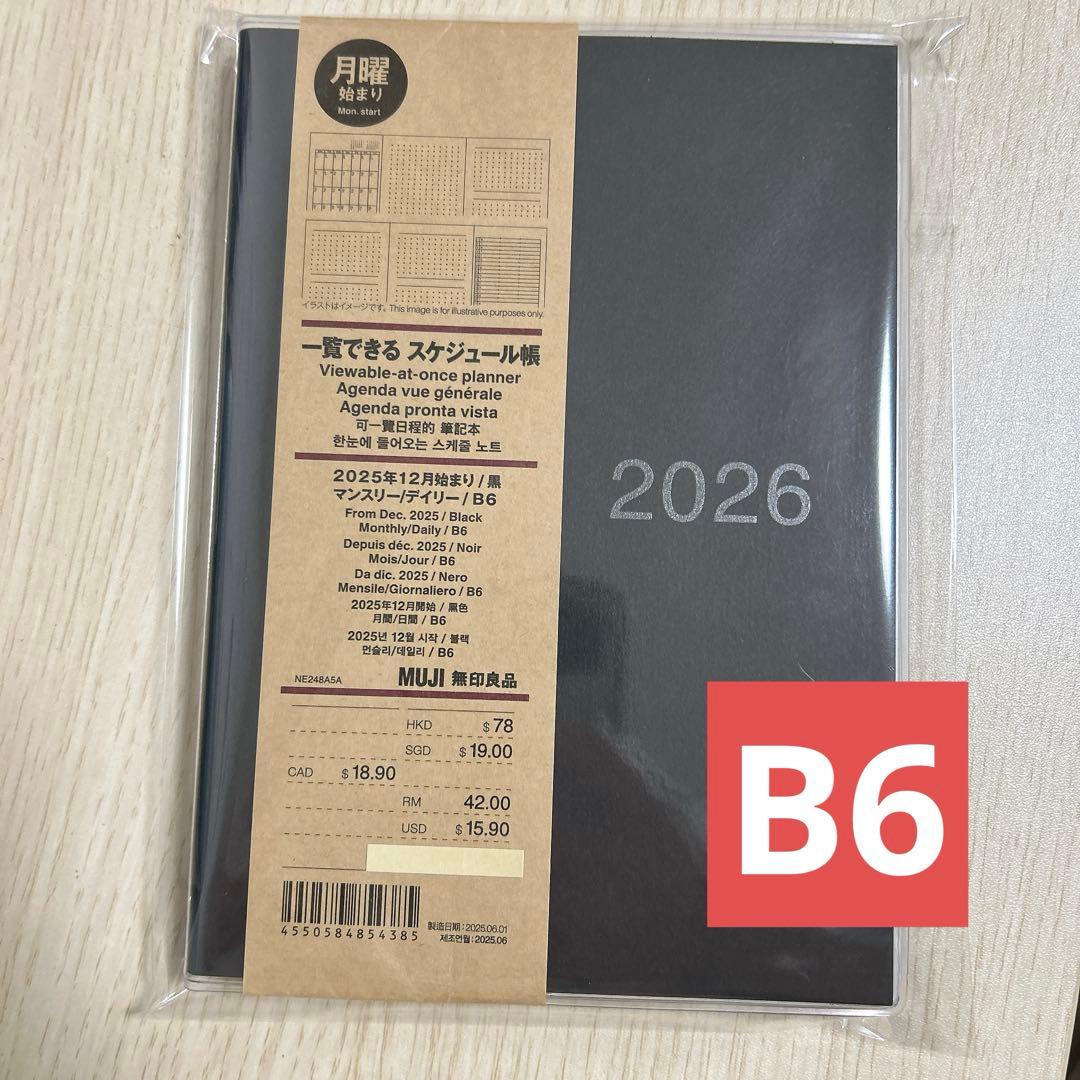 月曜
始まり
Mon. start
イラストはイメージです。This image is for illustrative purposes only.
一覧できる スケジュール帳
Viewable-at-once planner
Agenda vue générale
Agenda pronta vista
可一覽日程的 筆記本
한눈에 들어오는 스케줄 노트
2025年12月始まり/黒
マンスリー/デイリー/B6
From Dec. 2025 / Black
Monthly/Daily / B6
Depuis déc. 2025 / Noir
Mois/Jour / B6
Da dic. 2025 / Nero
Mensile/Giornaliero / B6
2025年12月開始 / 黑色
月間/日間 / B6
2025년 12월 시작 / 블랙
먼슬리/데일리 / B6
NE248A5A MUJI 無印良品
HKD $78
SGD $19.00
CAD $18.90
RM 42.00
USD $15.90
4550584854385
製造日期:2025.06.01
제조연월:2025.06
2026
B6